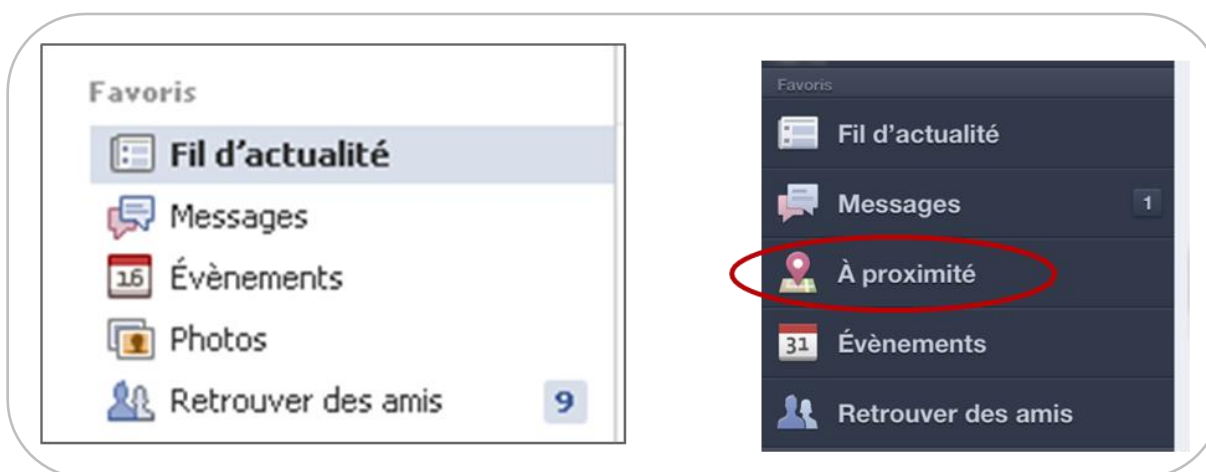 Favoris
Fil d'actualité
Messages
16 Évènements
Photos
Retrouver des amis 9
Favoris
Fil d'actualité
Messages 1
À proximité
31 Évènements
Retrouver des amis